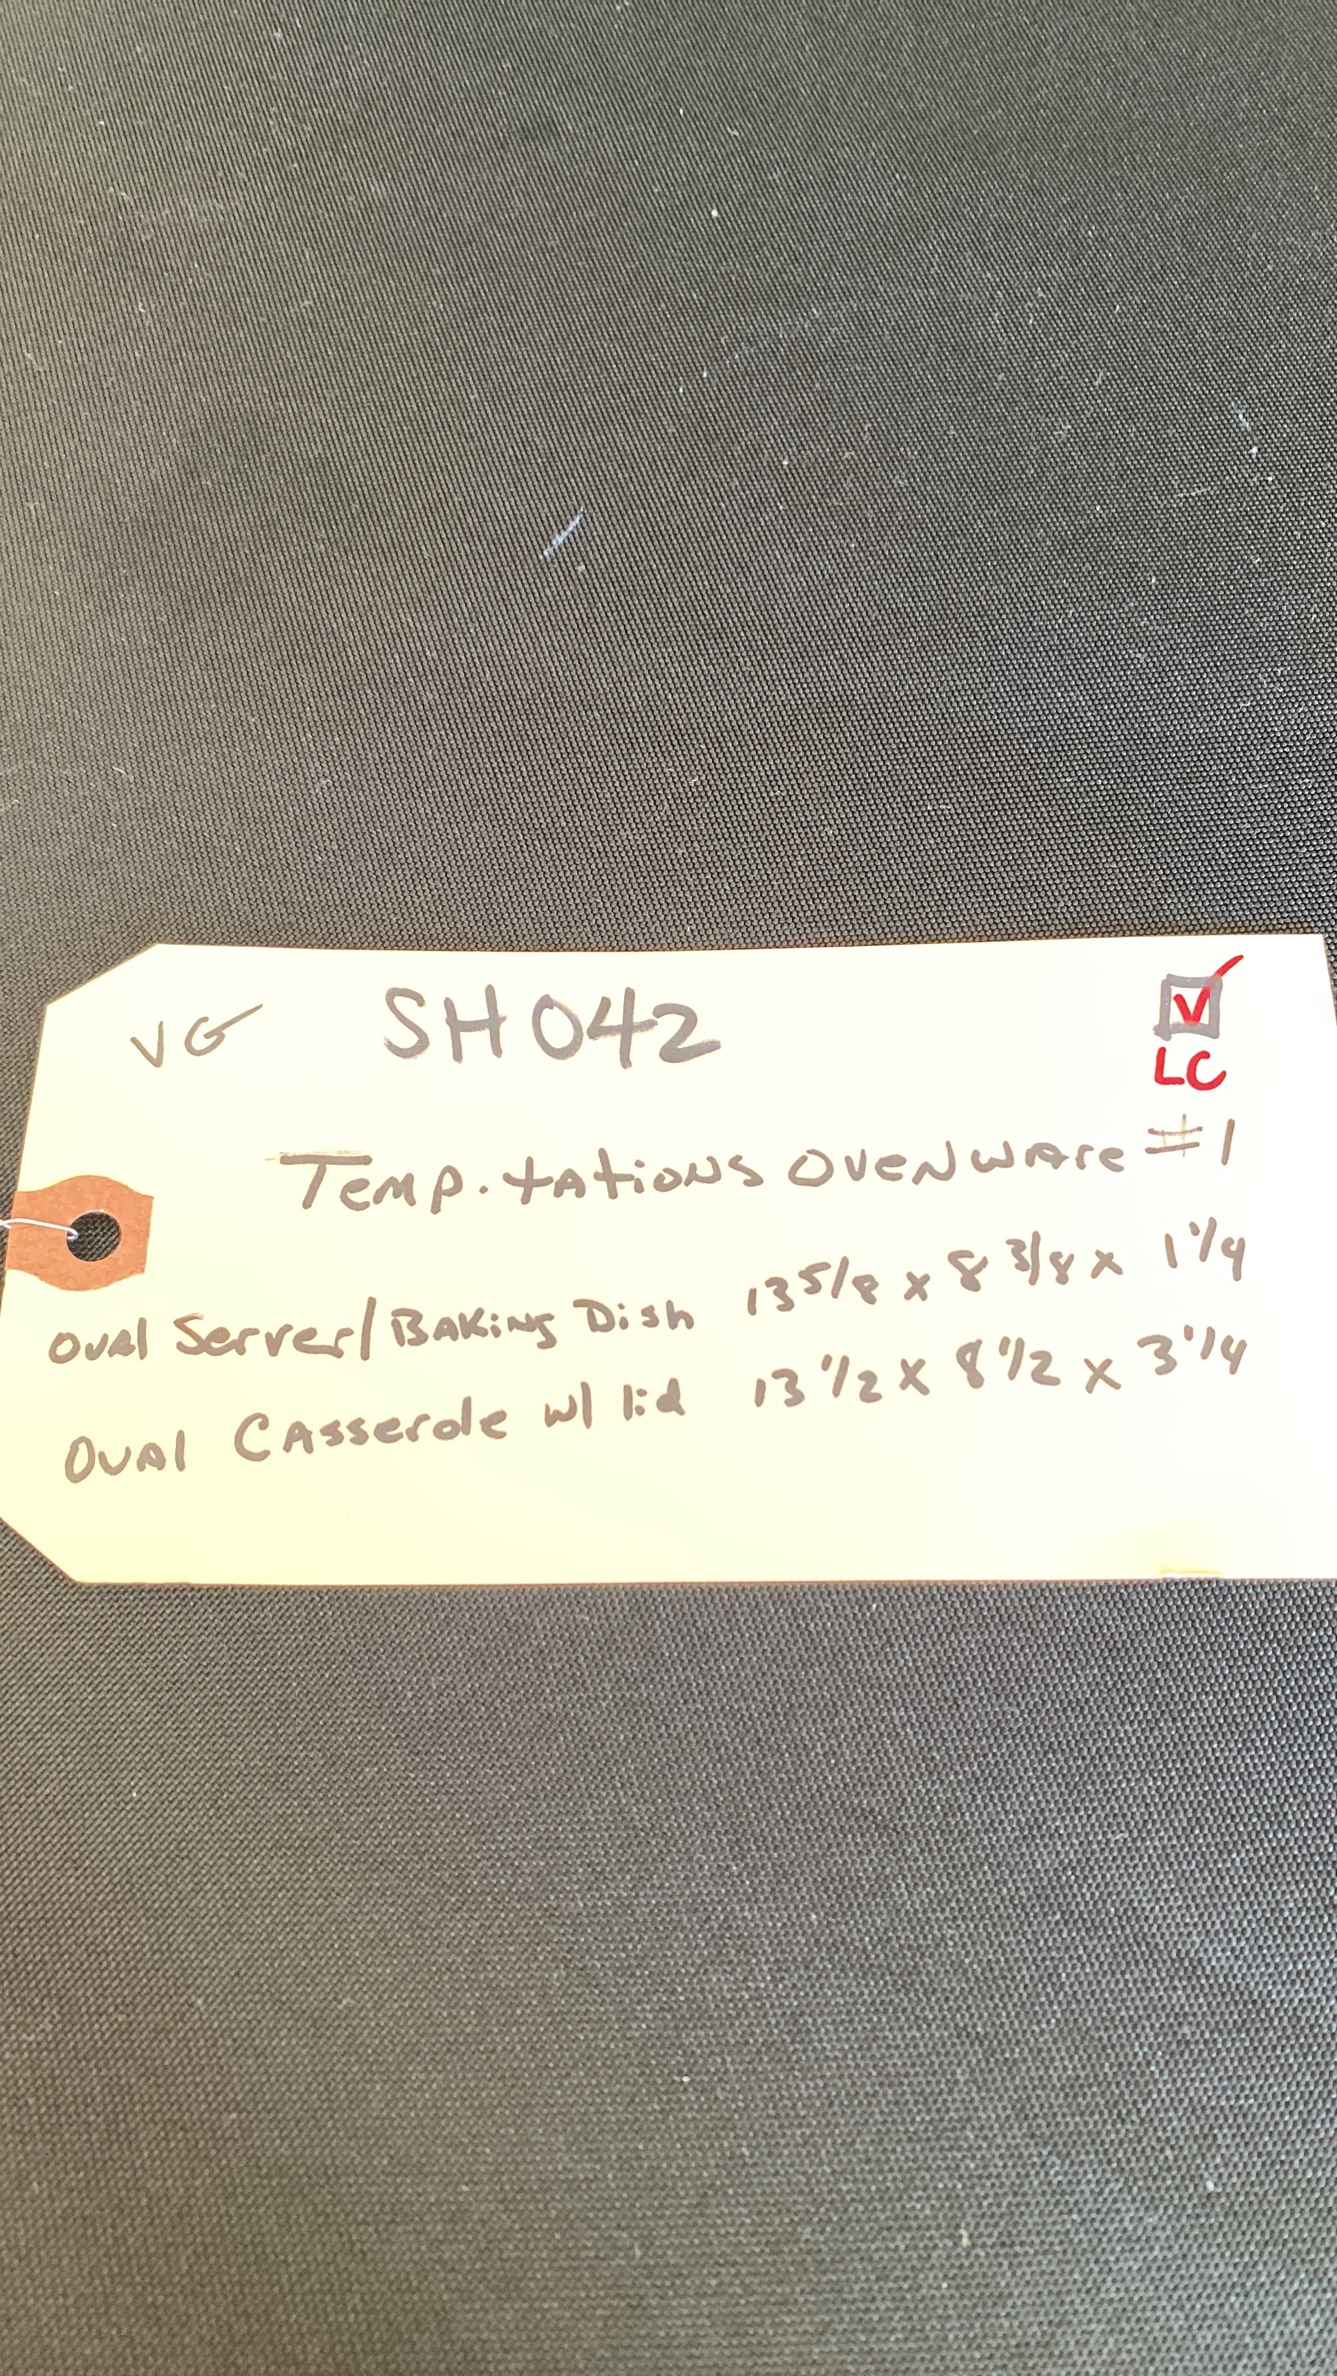 VG SH042 V
LC
Temp.tations Ovenware #1
Oval Server/Baking Dish 13 5/8 x 8 3/8 x 1 1/4
Oval Casserole w/ lid 13 1/2 x 8 1/2 x 3 1/4